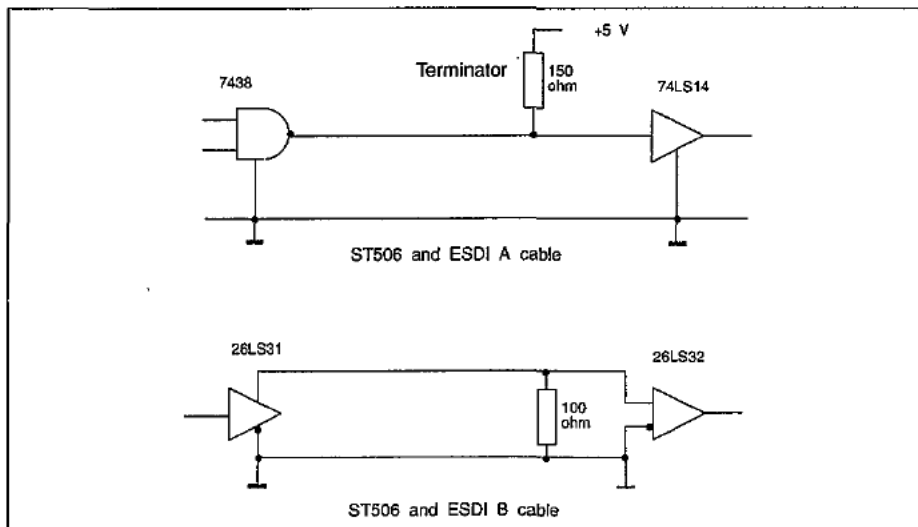 +5 V
Terminator
150
ohm
7438
74LS14
ST506 and ESDI A cable
26LS31
26LS32
100
ohm
ST506 and ESDI B cable